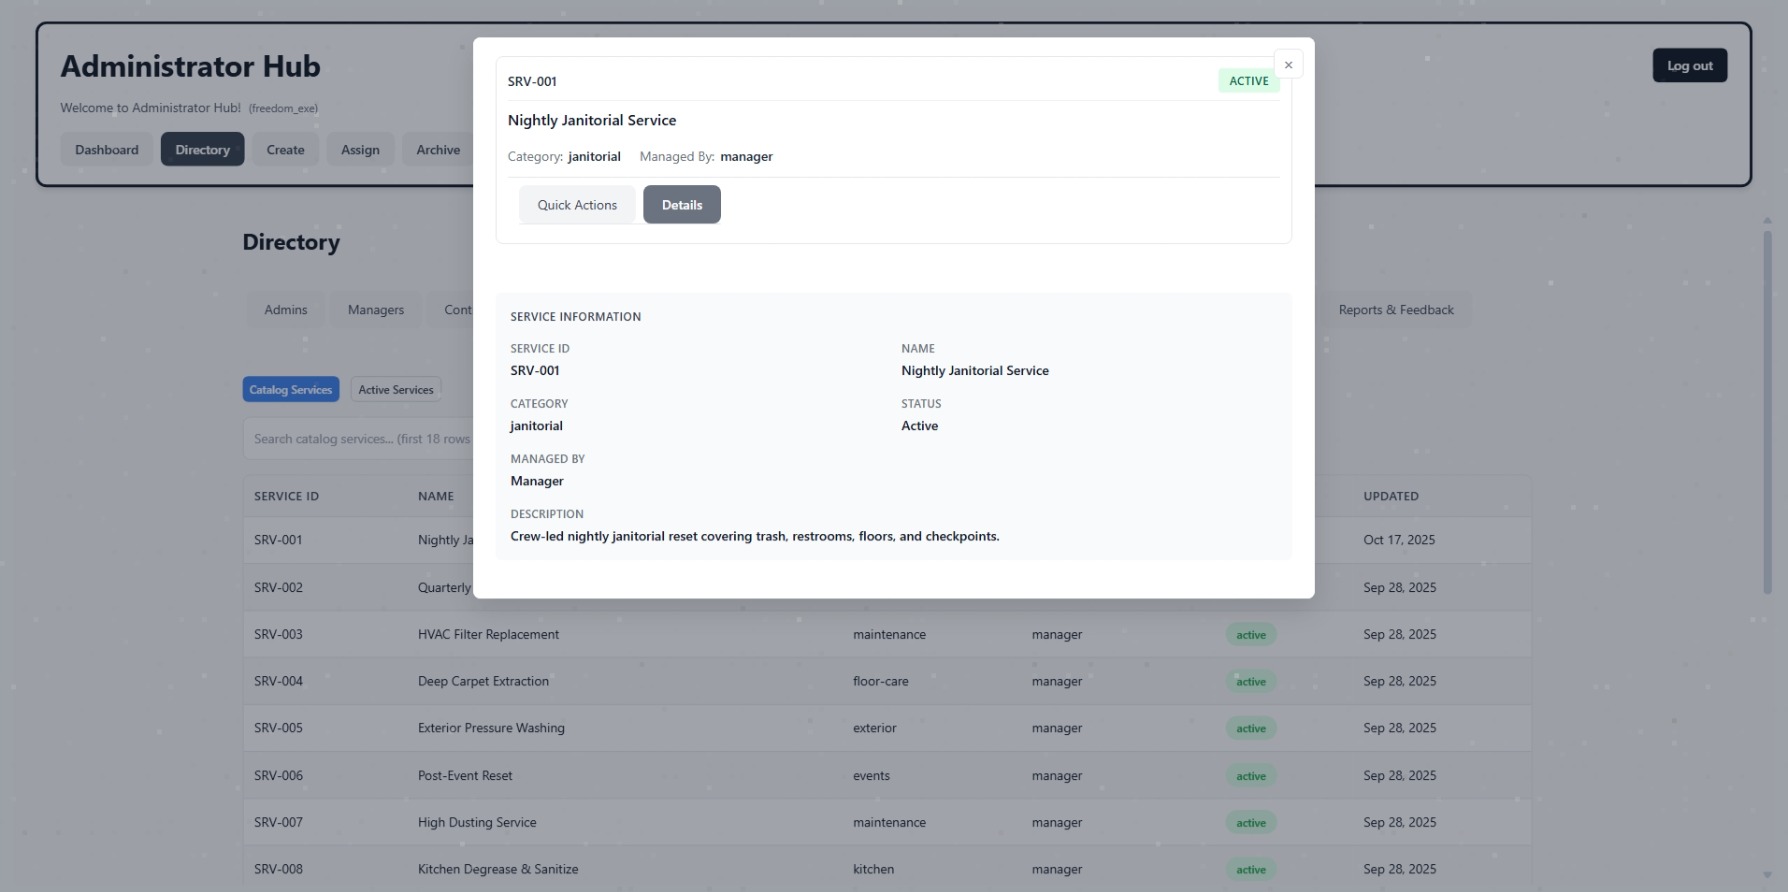 Administrator Hub
Welcome to Administrator Hub! (freedom_exe)
Log out
Dashboard Directory Create Assign Archive
SRV-001 ACTIVE ×
Nightly Janitorial Service
Category: janitorial Managed By: manager
Quick Actions Details
SERVICE INFORMATION
SERVICE ID NAME
SRV-001 Nightly Janitorial Service
CATEGORY STATUS
janitorial Active
MANAGED BY
Manager
DESCRIPTION
Crew-led nightly janitorial reset covering trash, restrooms, floors, and checkpoints.
Directory
Admins Managers Cont Reports & Feedback
Catalog Services Active Services
Search catalog services... (first 18 rows
SERVICE ID NAME UPDATED
SRV-001 Nightly Ja Oct 17, 2025
SRV-002 Quarterly Sep 28, 2025
SRV-003 HVAC Filter Replacement maintenance manager active Sep 28, 2025
SRV-004 Deep Carpet Extraction floor-care manager active Sep 28, 2025
SRV-005 Exterior Pressure Washing exterior manager active Sep 28, 2025
SRV-006 Post-Event Reset events manager active Sep 28, 2025
SRV-007 High Dusting Service maintenance manager active Sep 28, 2025
SRV-008 Kitchen Degrease & Sanitize kitchen manager active Sep 28, 2025